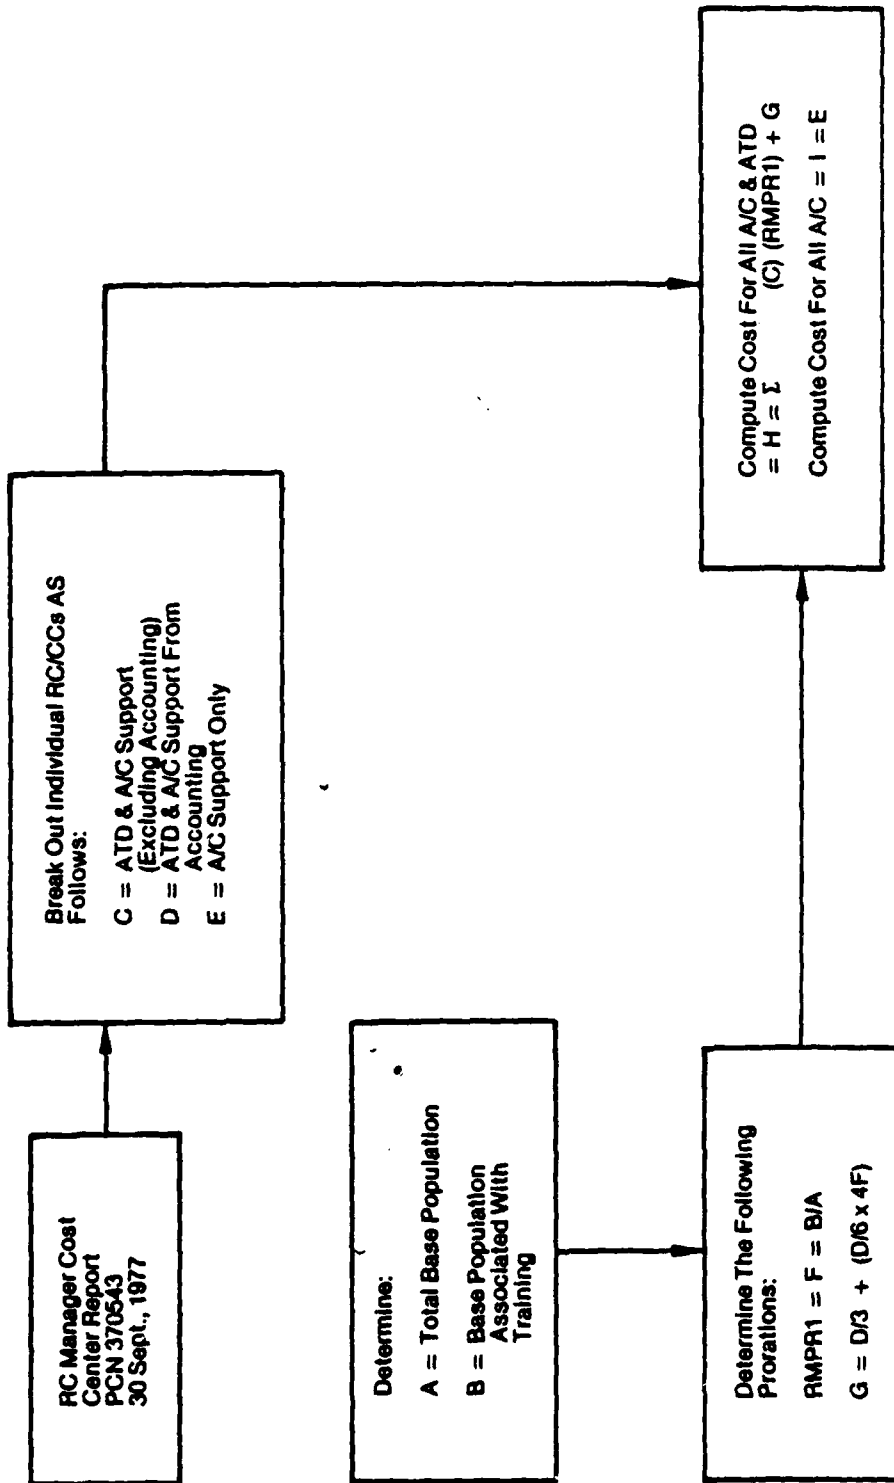 RC Manager Cost
Center Report
PCN 370543
30 Sept., 1977
Break Out Individual RC/CCs AS
Follows:
C = ATD & A/C Support
(Excluding Accounting)
D = ATD & A/C Support From
Accounting
E = A/C Support Only
Determine:
A = Total Base Population
B = Base Population
Associated With
Training
Determine The Following
Prorations:
RMPR1 = F = B/A
G = D/3 + (D/6 x 4F)
Compute Cost For All A/C & ATD
= H = Σ (C) (RMPR1) + G
Compute Cost For All A/C = I = E